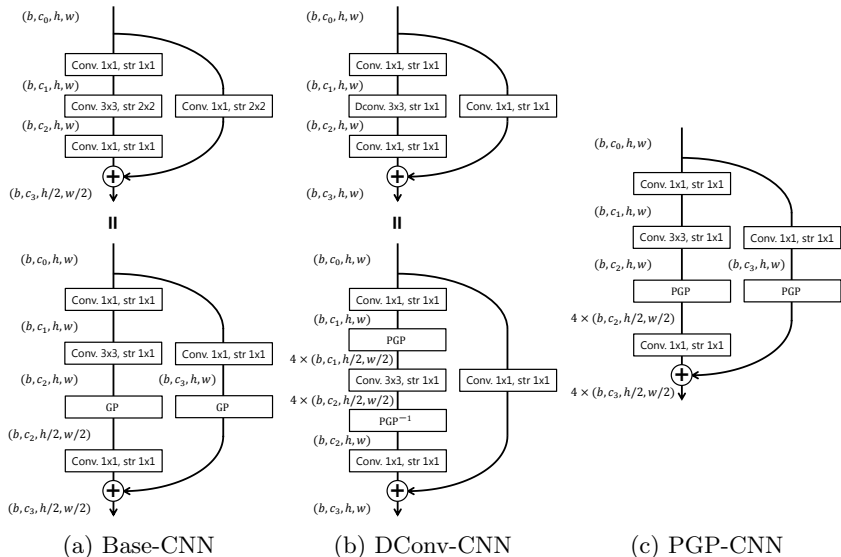 (b, c₀, h, w)
Conv. 1x1, str 1x1
(b, c₁, h, w)
Conv. 3x3, str 2x2
Conv. 1x1, str 2x2
(b, c₂, h, w)
Conv. 1x1, str 1x1
+
(b, c₃, h/2, w/2)
=
(b, c₀, h, w)
Conv. 1x1, str 1x1
(b, c₁, h, w)
Conv. 3x3, str 1x1
Conv. 1x1, str 1x1
(b, c₂, h, w)
(b, c₃, h, w)
GP
GP
(b, c₂, h/2, w/2)
Conv. 1x1, str 1x1
+
(b, c₃, h/2, w/2)
(a) Base-CNN
(b, c₀, h, w)
Conv. 1x1, str 1x1
(b, c₁, h, w)
Dconv. 3x3, str 1x1
Conv. 1x1, str 1x1
(b, c₂, h, w)
Conv. 1x1, str 1x1
+
(b, c₃, h, w)
=
(b, c₀, h, w)
Conv. 1x1, str 1x1
(b, c₁, h, w)
PGP
4 × (b, c₁, h/2, w/2)
Conv. 3x3, str 1x1
Conv. 1x1, str 1x1
4 × (b, c₂, h/2, w/2)
PGP⁻¹
(b, c₂, h, w)
Conv. 1x1, str 1x1
+
(b, c₃, h, w)
(b) DConv-CNN
(b, c₀, h, w)
Conv. 1x1, str 1x1
(b, c₁, h, w)
Conv. 3x3, str 1x1
Conv. 1x1, str 1x1
(b, c₂, h, w)
(b, c₃, h, w)
PGP
PGP
4 × (b, c₂, h/2, w/2)
Conv. 1x1, str 1x1
+
4 × (b, c₃, h/2, w/2)
(c) PGP-CNN